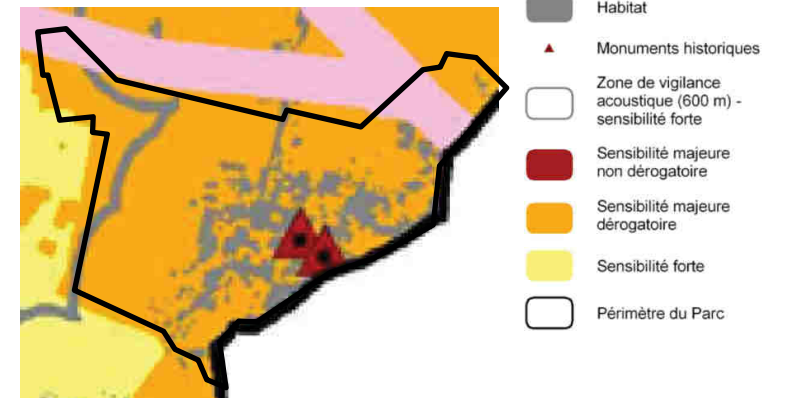 Habitat
Monuments historiques
Zone de vigilance
acoustique (600 m) -
sensibilité forte
Sensibilité majeure
non dérogatoire
Sensibilité majeure
dérogatoire
Sensibilité forte
Périmètre du Parc